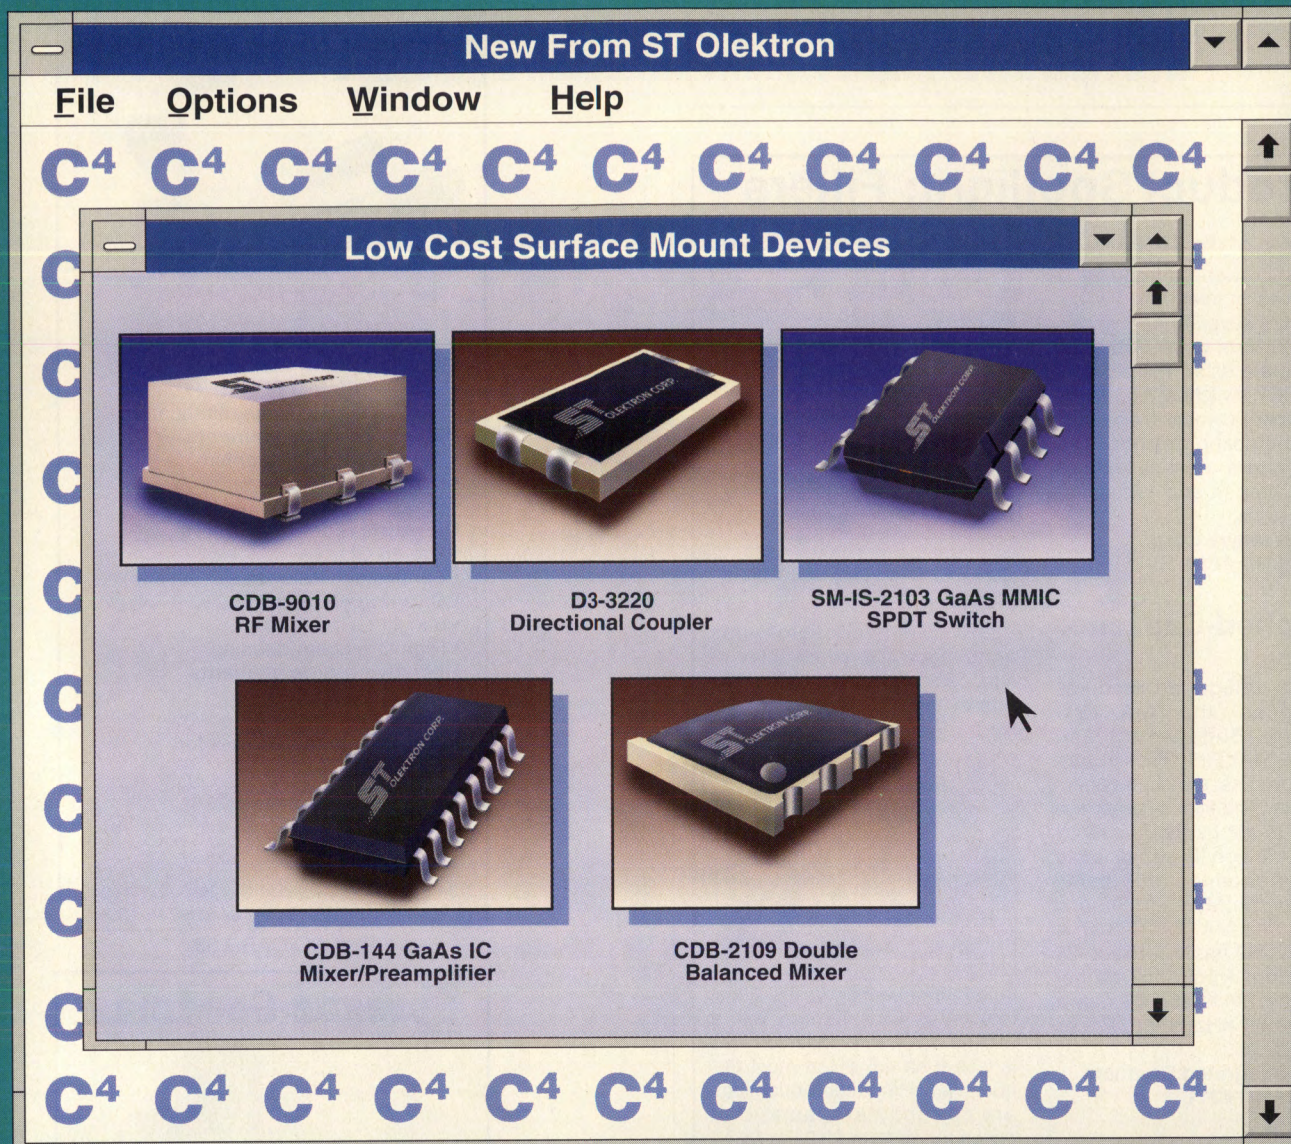 New From ST Olektron
File Options Window Help
C⁴ C⁴ C⁴ C⁴ C⁴ C⁴ C⁴ C⁴ C⁴ C⁴ C⁴
Low Cost Surface Mount Devices
ST OLEKTRON CORP.
ST OLEKTRON CORP.
ST OLEKTRON CORP.
CDB-9010
RF Mixer
D3-3220
Directional Coupler
SM-IS-2103 GaAs MMIC
SPDT Switch
ST OLEKTRON CORP.
ST OLEKTRON CORP.
CDB-144 GaAs IC
Mixer/Preamplifier
CDB-2109 Double
Balanced Mixer
C⁴ C⁴ C⁴ C⁴ C⁴ C⁴ C⁴ C⁴ C⁴ C⁴ C⁴